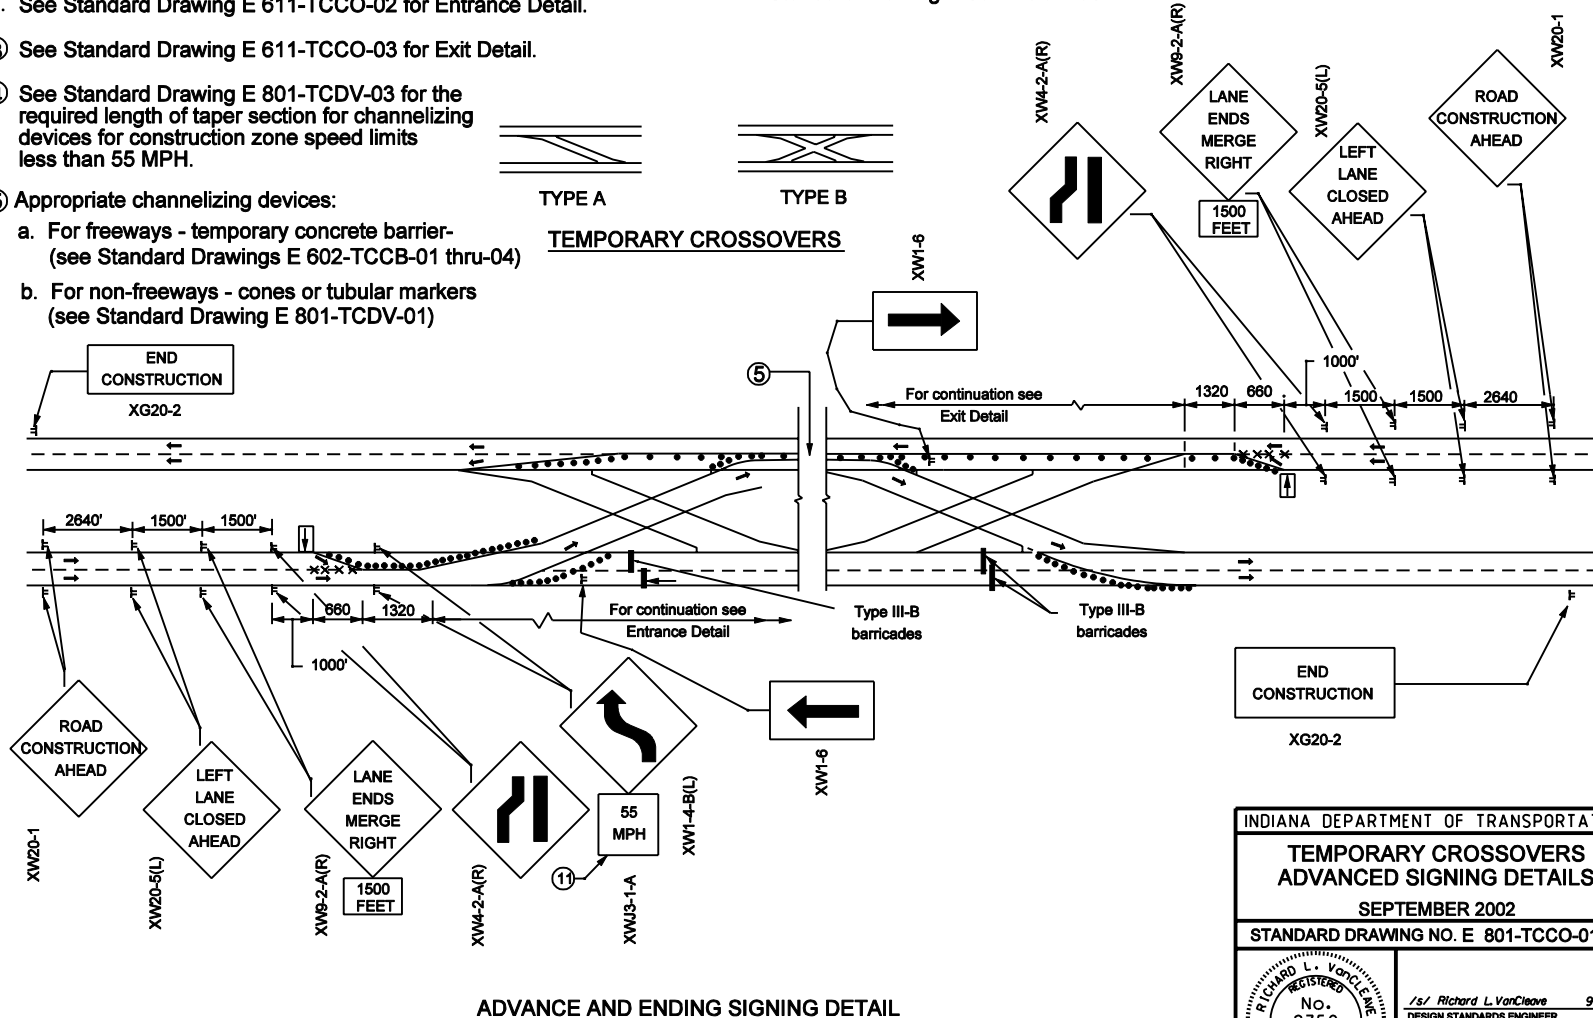 . See Standard Drawing E 611-TCCO-02 for Entrance Detail.
See Standard Drawing E 611-TCCO-03 for Exit Detail.
See Standard Drawing E 801-TCDV-03 for the
required length of taper section for channelizing
devices for construction zone speed limits
less than 55 MPH.
Appropriate channelizing devices:
a. For freeways - temporary concrete barrier-
(see Standard Drawings E 602-TCCB-01 thru-04)
b. For non-freeways - cones or tubular markers
(see Standard Drawing E 801-TCDV-01)
TYPE A
TYPE B
TEMPORARY CROSSOVERS
XW4-2-A(R)
XW9-2-A(R)
LANE
ENDS
MERGE
RIGHT
1500
FEET
XW20-5(L)
LEFT
LANE
CLOSED
AHEAD
XW20-1
ROAD
CONSTRUCTION
AHEAD
XW1-6
END
CONSTRUCTION
XG20-2
5
For continuation see
Exit Detail
1320
660
1000'
1500
1500
2640
2640'
1500'
1500'
660
1320
1000'
For continuation see
Entrance Detail
Type III-B
barricades
Type III-B
barricades
END
CONSTRUCTION
XG20-2
ROAD
CONSTRUCTION
AHEAD
XW20-1
LEFT
LANE
CLOSED
AHEAD
XW20-5(L)
LANE
ENDS
MERGE
RIGHT
1500
FEET
XW9-2-A(R)
XW4-2-A(R)
55
MPH
11
XWJ3-1-A
XW1-4-B(L)
XW1-6
ADVANCE AND ENDING SIGNING DETAIL
INDIANA DEPARTMENT OF TRANSPORTA
TEMPORARY CROSSOVERS
ADVANCED SIGNING DETAILS
SEPTEMBER 2002
STANDARD DRAWING NO. E 801-TCCO-01
RICHARD L. VanCLEAVE
REGISTERED
No.
/s/ Richard L. VanCleave 9
DESIGN STANDARDS ENGINEER